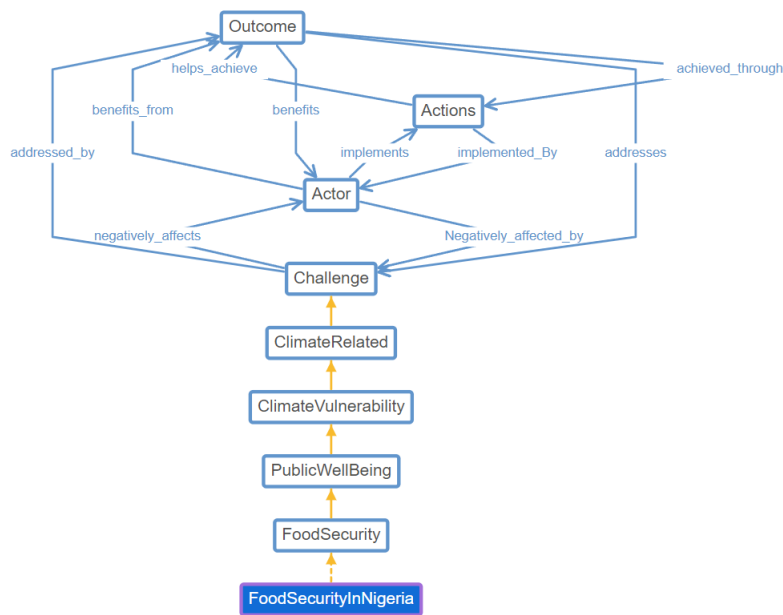 Outcome
helps_achieve
achieved_through
benefits_from
benefits
Actions
addressed_by
implements
implemented_By
addresses
Actor
negatively_affects
Negatively_affected_by
Challenge
ClimateRelated
ClimateVulnerability
PublicWellBeing
FoodSecurity
FoodSecurityInNigeria